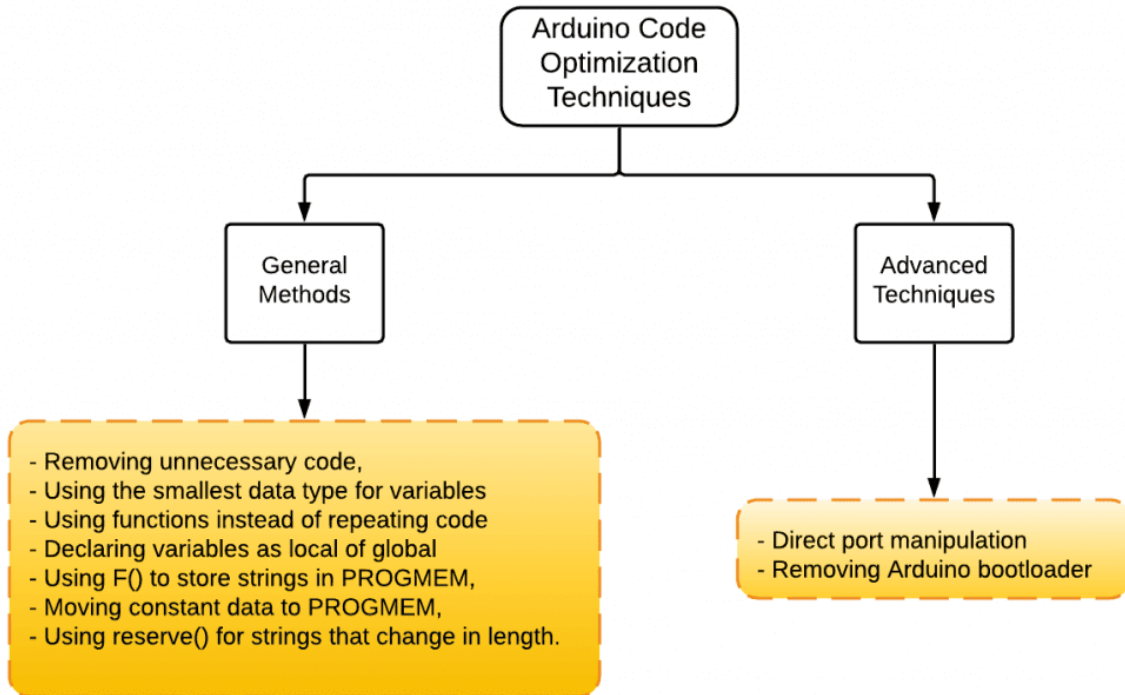 Arduino Code
Optimization
Techniques
General
Methods
Advanced
Techniques
- Removing unnecessary code,
- Using the smallest data type for variables
- Using functions instead of repeating code
- Declaring variables as local of global
- Using F() to store strings in PROGMEM,
- Moving constant data to PROGMEM,
- Using reserve() for strings that change in length.
- Direct port manipulation
- Removing Arduino bootloader